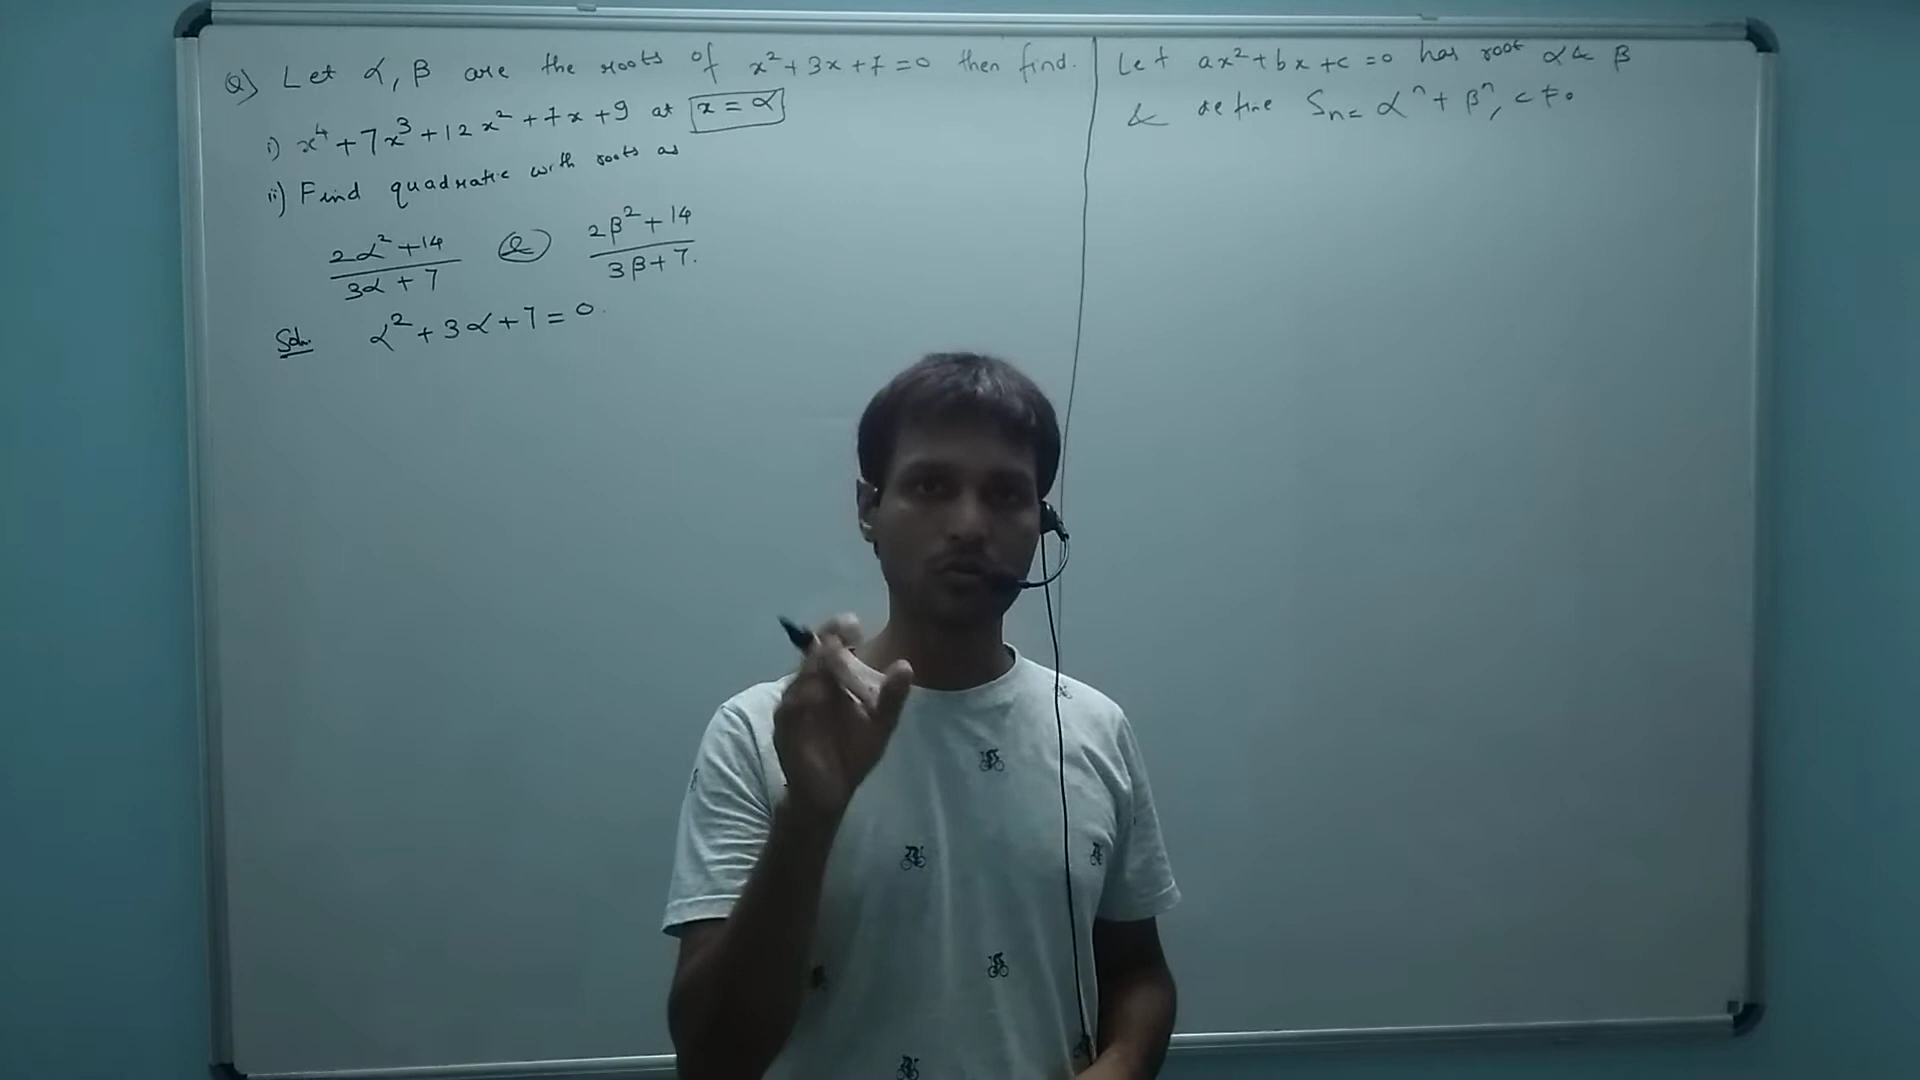 Q) Let α, β are the roots of x² + 3x + 7 = 0 then find.
i) x⁴ + 7x³ + 12x² + 7x + 9 at x = α
ii) Find quadratic with roots as
2α² + 14 / 3α + 7 & 2β² + 14 / 3β + 7.
Soln. α² + 3α + 7 = 0.
Let ax² + bx + c = 0 has root α & β
& define Sn = αⁿ + βⁿ, c ≠ 0